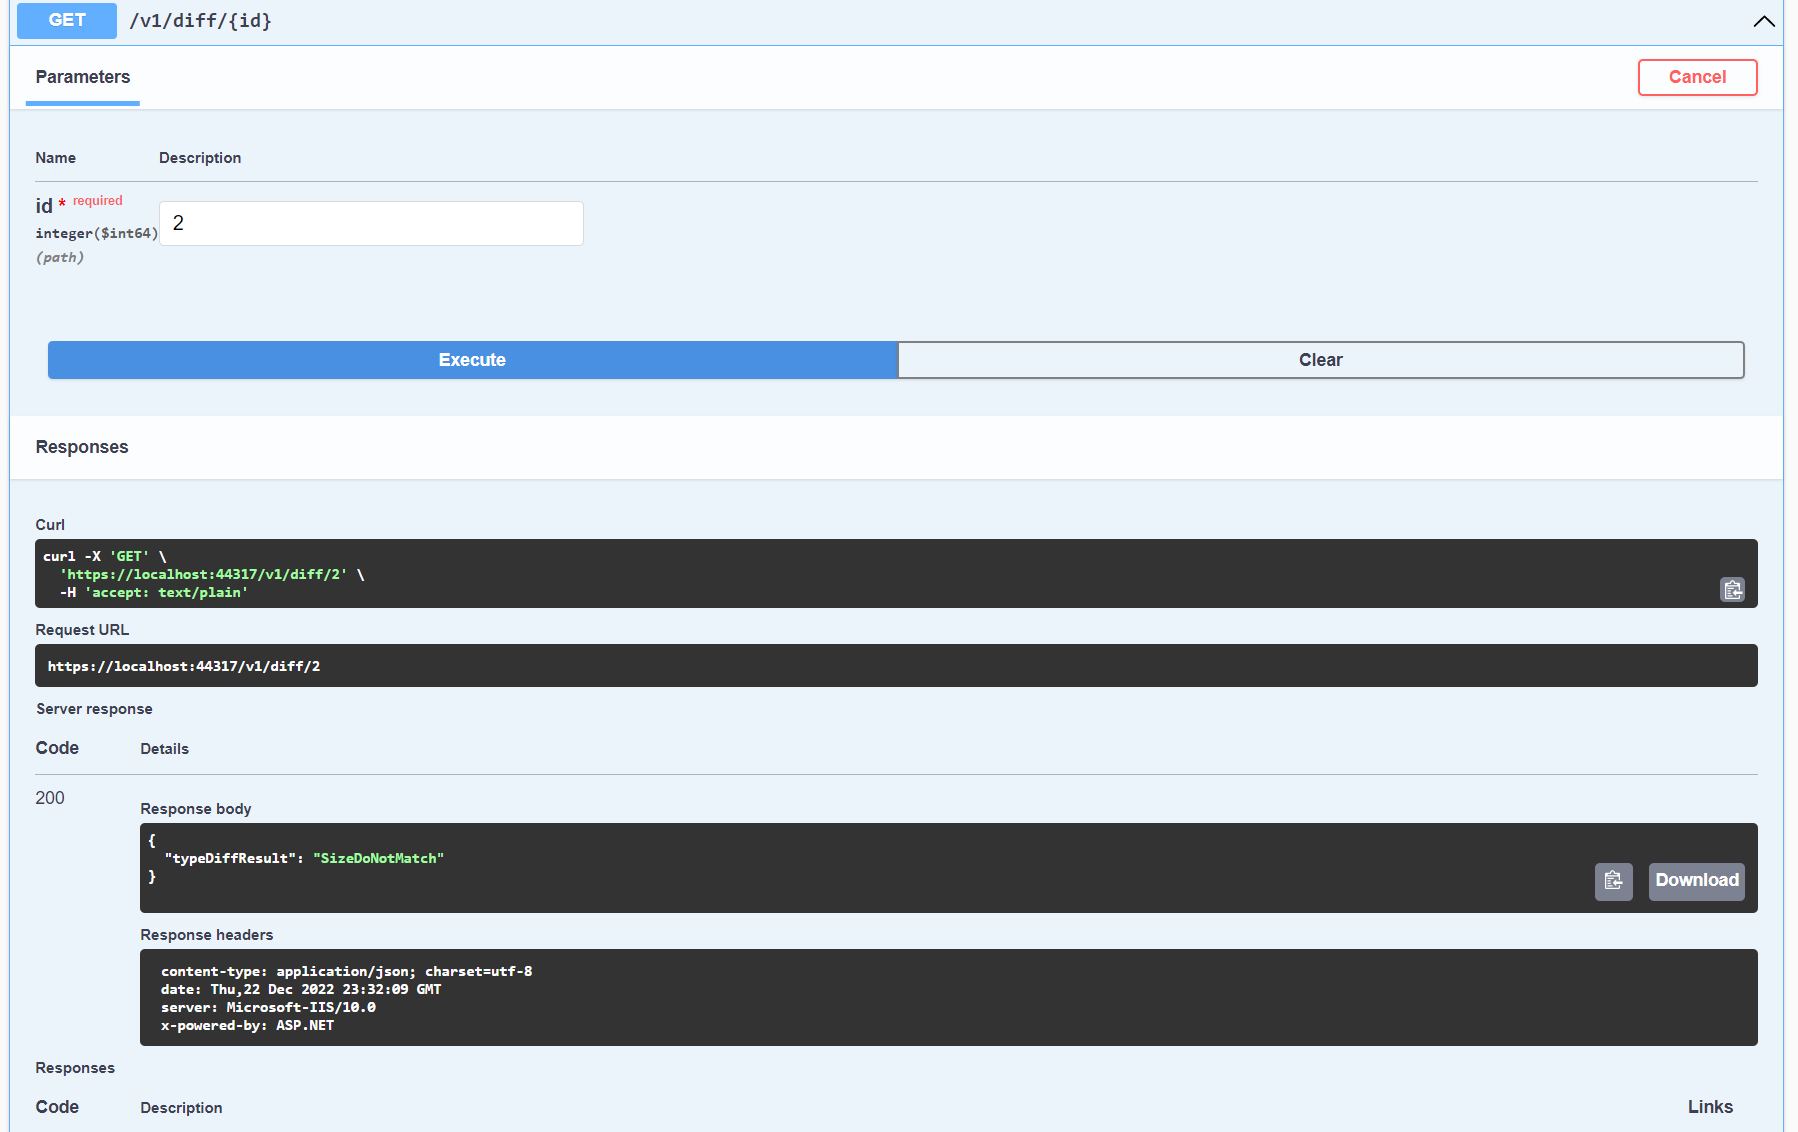 GET /v1/diff/{id}
Parameters
Cancel
Name Description
id * required
integer($int64)
(path)
2
Execute
Clear
Responses
Curl
curl -X 'GET' \
  'https://localhost:44317/v1/diff/2' \
  -H 'accept: text/plain'
Request URL
https://localhost:44317/v1/diff/2
Server response
Code Details
200
Response body
{
  "typeDiffResult": "SizeDoNotMatch"
}
Download
Response headers
content-type: application/json; charset=utf-8
date: Thu,22 Dec 2022 23:32:09 GMT
server: Microsoft-IIS/10.0
x-powered-by: ASP.NET
Responses
Code Description Links